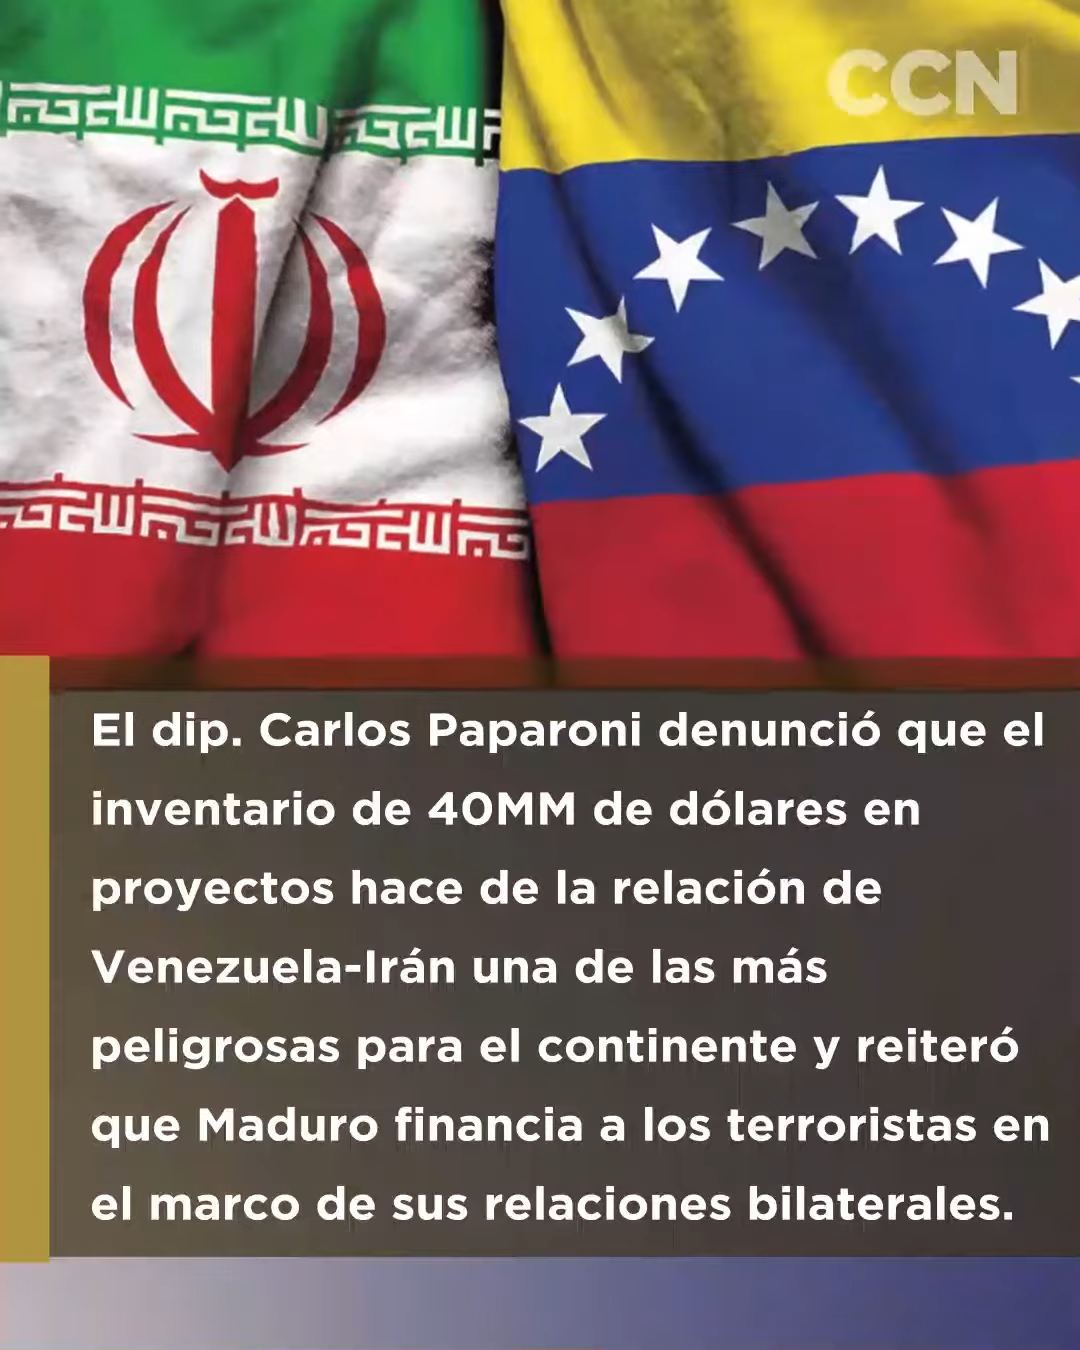 CCN
El dip. Carlos Paparoni denunció que el
inventario de 40MM de dólares en
proyectos hace de la relación de
Venezuela-Irán una de las más
peligrosas para el continente y reiteró
que Maduro financia a los terroristas en
el marco de sus relaciones bilaterales.